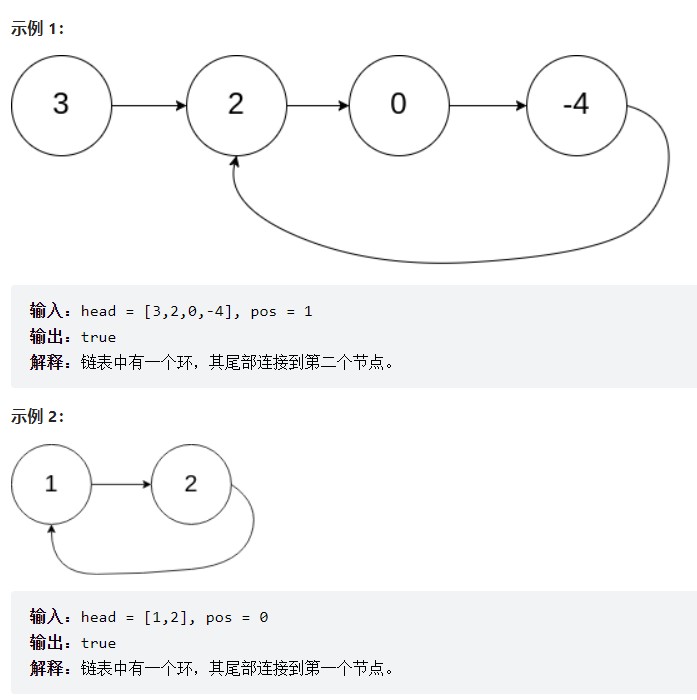 示例 1:
3 2 0 -4
输入: head = [3,2,0,-4], pos = 1
输出: true
解释: 链表中有一个环，其尾部连接到第二个节点。
示例 2:
1 2
输入: head = [1,2], pos = 0
输出: true
解释: 链表中有一个环，其尾部连接到第一个节点。